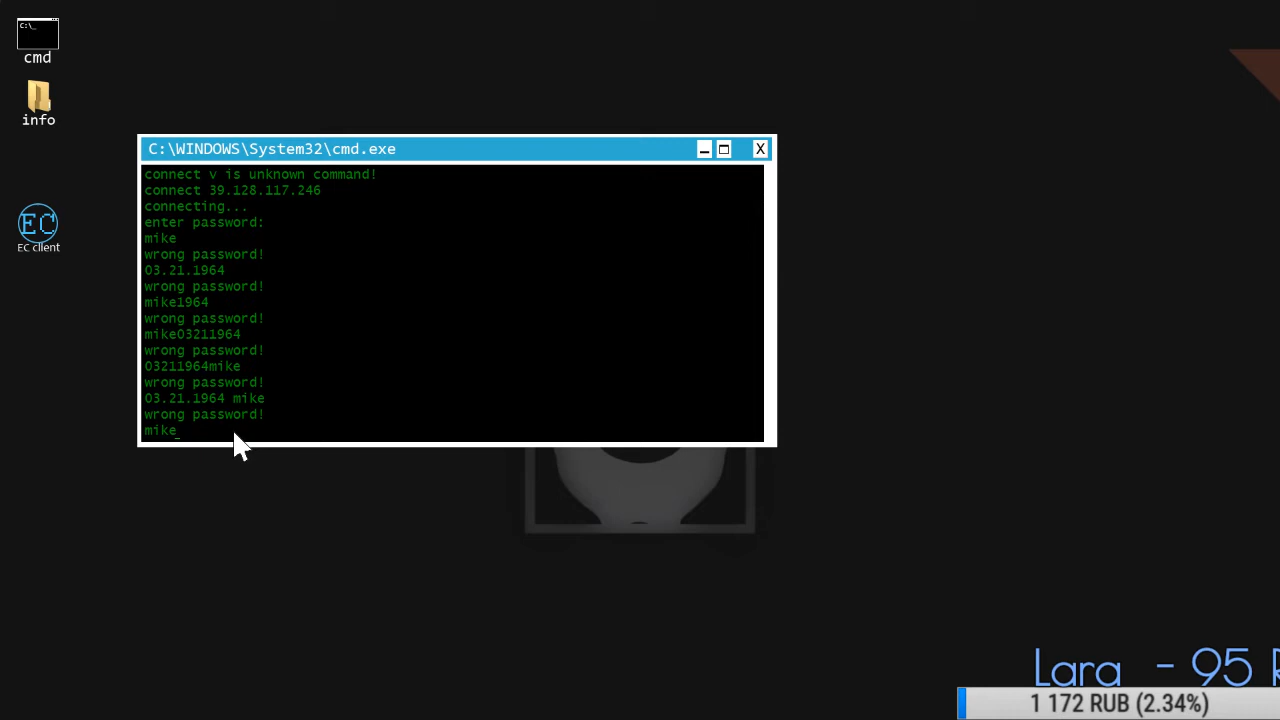 C:\_
cmd
info
EC
EC client
C:\WINDOWS\System32\cmd.exe
X
connect v is unknown command!
connect 39.128.117.246
connecting...
enter password:
mike
wrong password!
03.21.1964
wrong password!
mike1964
wrong password!
mike03211964
wrong password!
03211964mike
wrong password!
03.21.1964 mike
wrong password!
mike_
Lara - 95 R
1 172 RUB (2.34%)